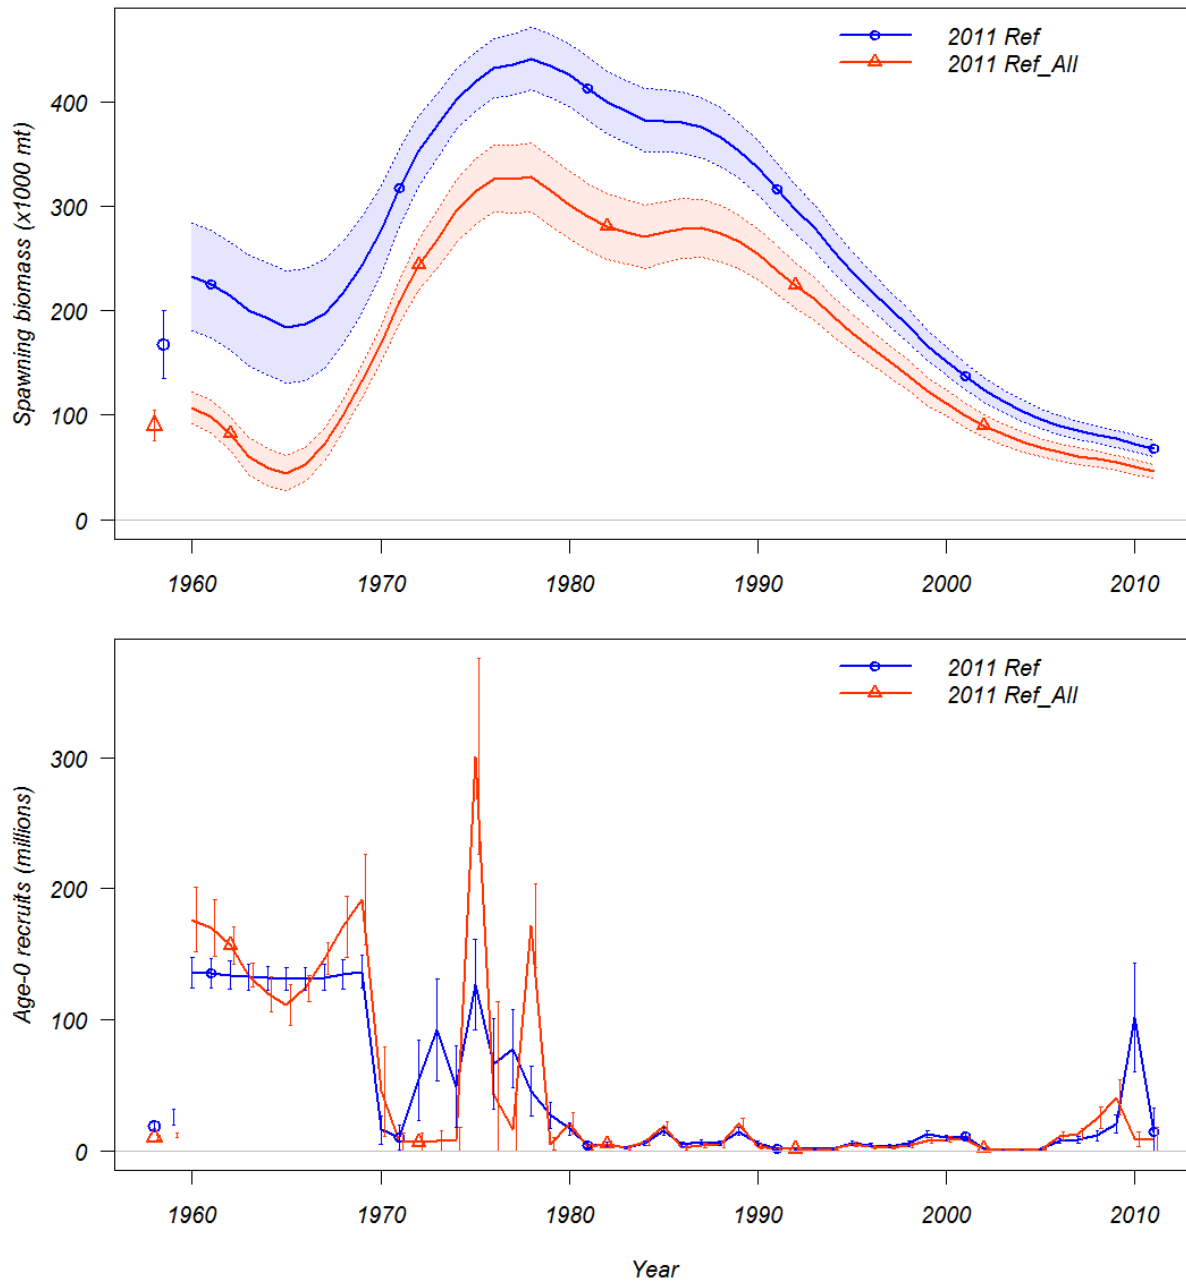 2011 Ref
2011 Ref_All
Spawning biomass (x1000 mt)
400
300
200
100
0
1960 1970 1980 1990 2000 2010
2011 Ref
2011 Ref_All
Age-0 recruits (millions)
300
200
100
0
1960 1970 1980 1990 2000 2010
Year